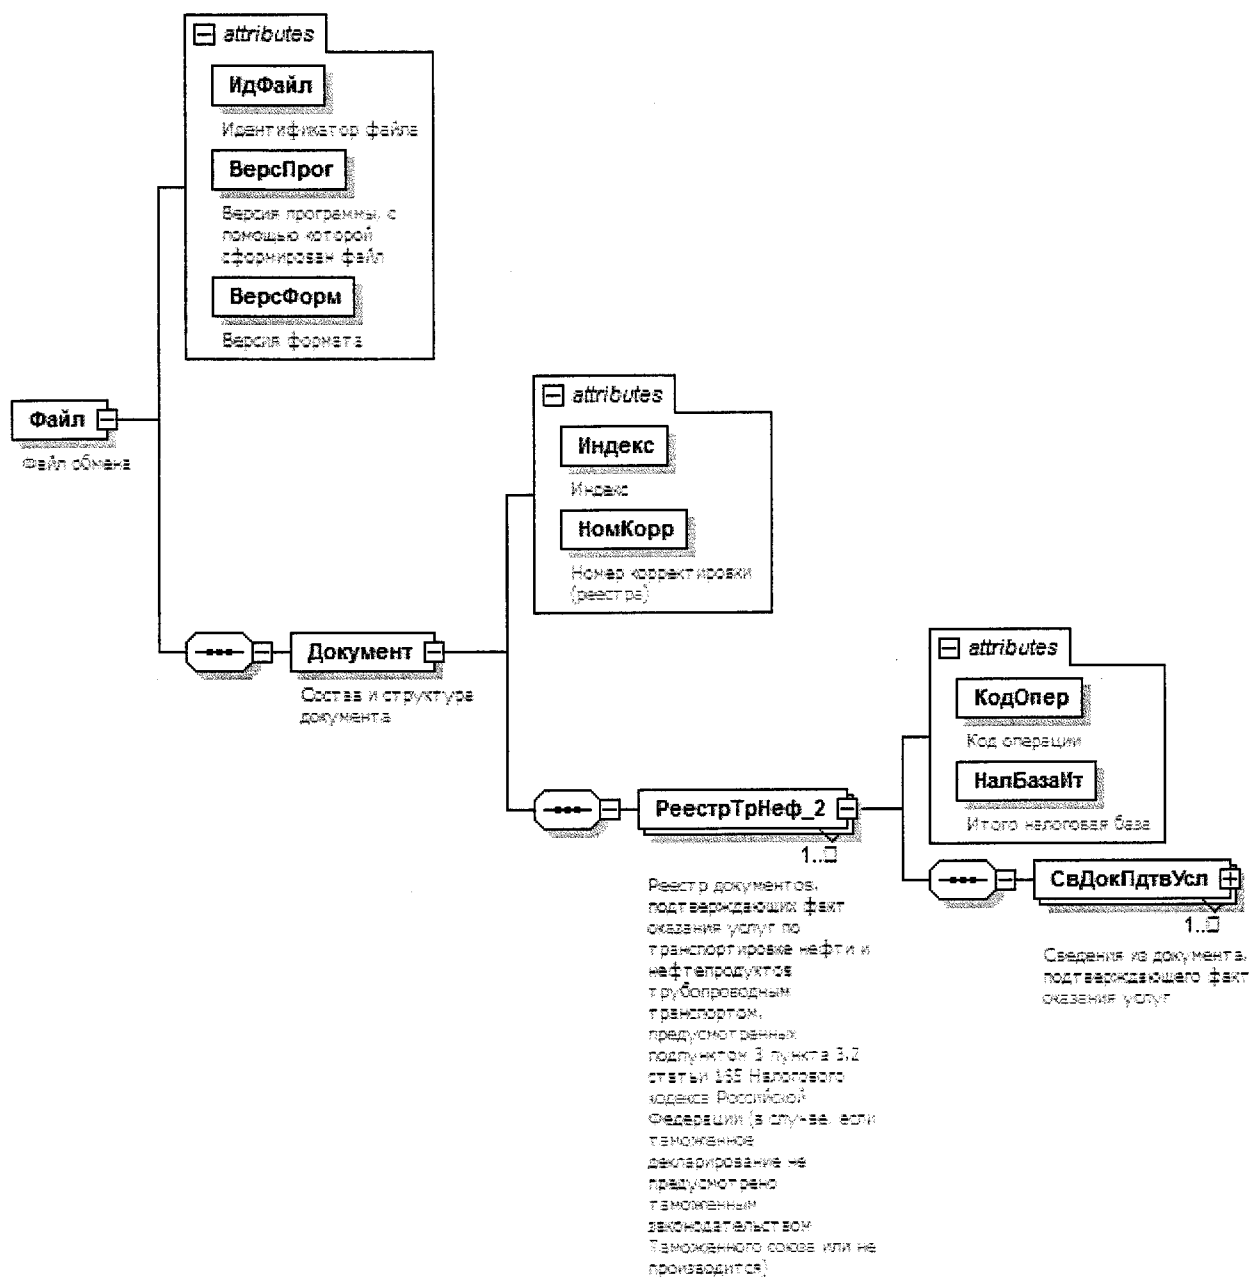 attributes
ИдФайл
Идентификатор файла
ВерсПрог
Версия программы, с
помощью которой
сформирован файл
ВерсФорм
Версия формата
Файл
Файл обмена
attributes
Индекс
Индекс
НомКорр
Номер корректировки
(реестра)
Документ
Состав и структура
документа
attributes
КодОпер
Код операции
НалБазаИт
Итого налоговая база
РеестрТрНеф_2
1..
Реестр документов,
подтверждающих факт
оказания услуг по
транспортировке нефти и
нефтепродуктов
трубопроводным
транспортом,
предусмотренных
подпунктом 3 пункта 3.2
статьи 165 Налогового
кодекса Российской
Федерации (в случае, если
таможенное
декларирование не
предусмотрено
таможенным
законодательством
Таможенного союза или не
производится)
СвДокПдтвУсл
1..
Сведения из документа,
подтверждающего факт
оказания услуг